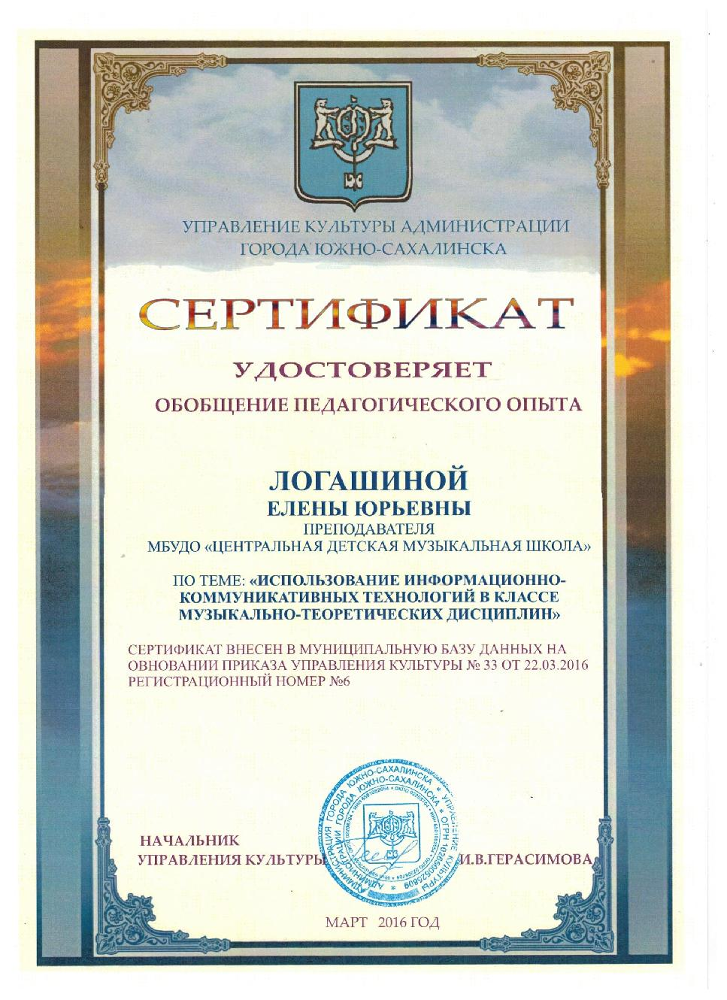 УПРАВЛЕНИЕ КУЛЬТУРЫ АДМИНИСТРАЦИИ
ГОРОДА ЮЖНО-САХАЛИНСКА
СЕРТИФИКАТ
УДОСТОВЕРЯЕТ
ОБОБЩЕНИЕ ПЕДАГОГИЧЕСКОГО ОПЫТА
ЛОГАШИНОЙ
ЕЛЕНЫ ЮРЬЕВНЫ
ПРЕПОДАВАТЕЛЯ
МБУДО «ЦЕНТРАЛЬНАЯ ДЕТСКАЯ МУЗЫКАЛЬНАЯ ШКОЛА»
ПО ТЕМЕ: «ИСПОЛЬЗОВАНИЕ ИНФОРМАЦИОННО-
КОММУНИКАТИВНЫХ ТЕХНОЛОГИЙ В КЛАССЕ
МУЗЫКАЛЬНО-ТЕОРЕТИЧЕСКИХ ДИСЦИПЛИН»
СЕРТИФИКАТ ВНЕСЕН В МУНИЦИПАЛЬНУЮ БАЗУ ДАННЫХ НА
ОВНОВАНИИ ПРИКАЗА УПРАВЛЕНИЯ КУЛЬТУРЫ № 33 ОТ 22.03.2016
РЕГИСТРАЦИОННЫЙ НОМЕР №6
АДМИНИСТРАЦИЯ ГОРОДА ЮЖНО-САХАЛИНСКА * УПРАВЛЕНИЕ КУЛЬТУРЫ
АДМИНИСТРАЦИИ ГОРОДА ЮЖНО-САХАЛИНСКА * ОГРН
НАЧАЛЬНИК
УПРАВЛЕНИЯ КУЛЬТУРЫ И.В.ГЕРАСИМОВА
МАРТ 2016 ГОД